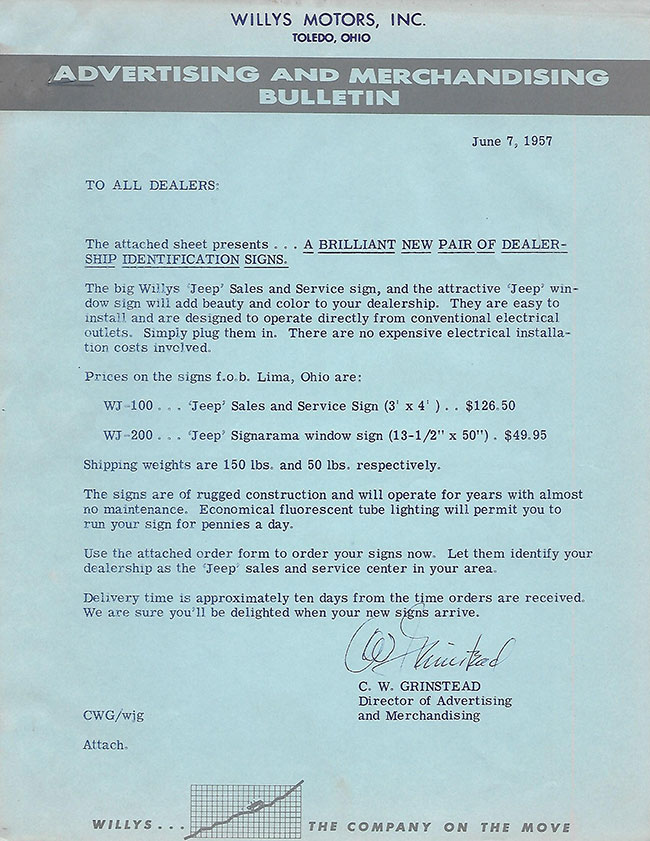 WILLYS MOTORS, INC.
TOLEDO, OHIO
ADVERTISING AND MERCHANDISING
BULLETIN
June 7, 1957
TO ALL DEALERS:
The attached sheet presents . . . A BRILLIANT NEW PAIR OF DEALER-
SHIP IDENTIFICATION SIGNS.
The big Willys 'Jeep' Sales and Service sign, and the attractive 'Jeep' win-
dow sign will add beauty and color to your dealership. They are easy to
install and are designed to operate directly from conventional electrical
outlets. Simply plug them in. There are no expensive electrical installa-
tion costs involved.
Prices on the signs f.o.b. Lima, Ohio are:
WJ-100 . . . 'Jeep' Sales and Service Sign (3' x 4' ) . . $126.50
WJ-200 . . . 'Jeep' Signarama window sign (13-1/2" x 50") . $49.95
Shipping weights are 150 lbs. and 50 lbs. respectively.
The signs are of rugged construction and will operate for years with almost
no maintenance. Economical fluorescent tube lighting will permit you to
run your sign for pennies a day.
Use the attached order form to order your signs now. Let them identify your
dealership as the 'Jeep' sales and service center in your area.
Delivery time is approximately ten days from the time orders are received.
We are sure you'll be delighted when your new signs arrive.
CW Grinstead
C. W. GRINSTEAD
Director of Advertising
and Merchandising
CWG/wjg
Attach.
WILLYS . . . THE COMPANY ON THE MOVE